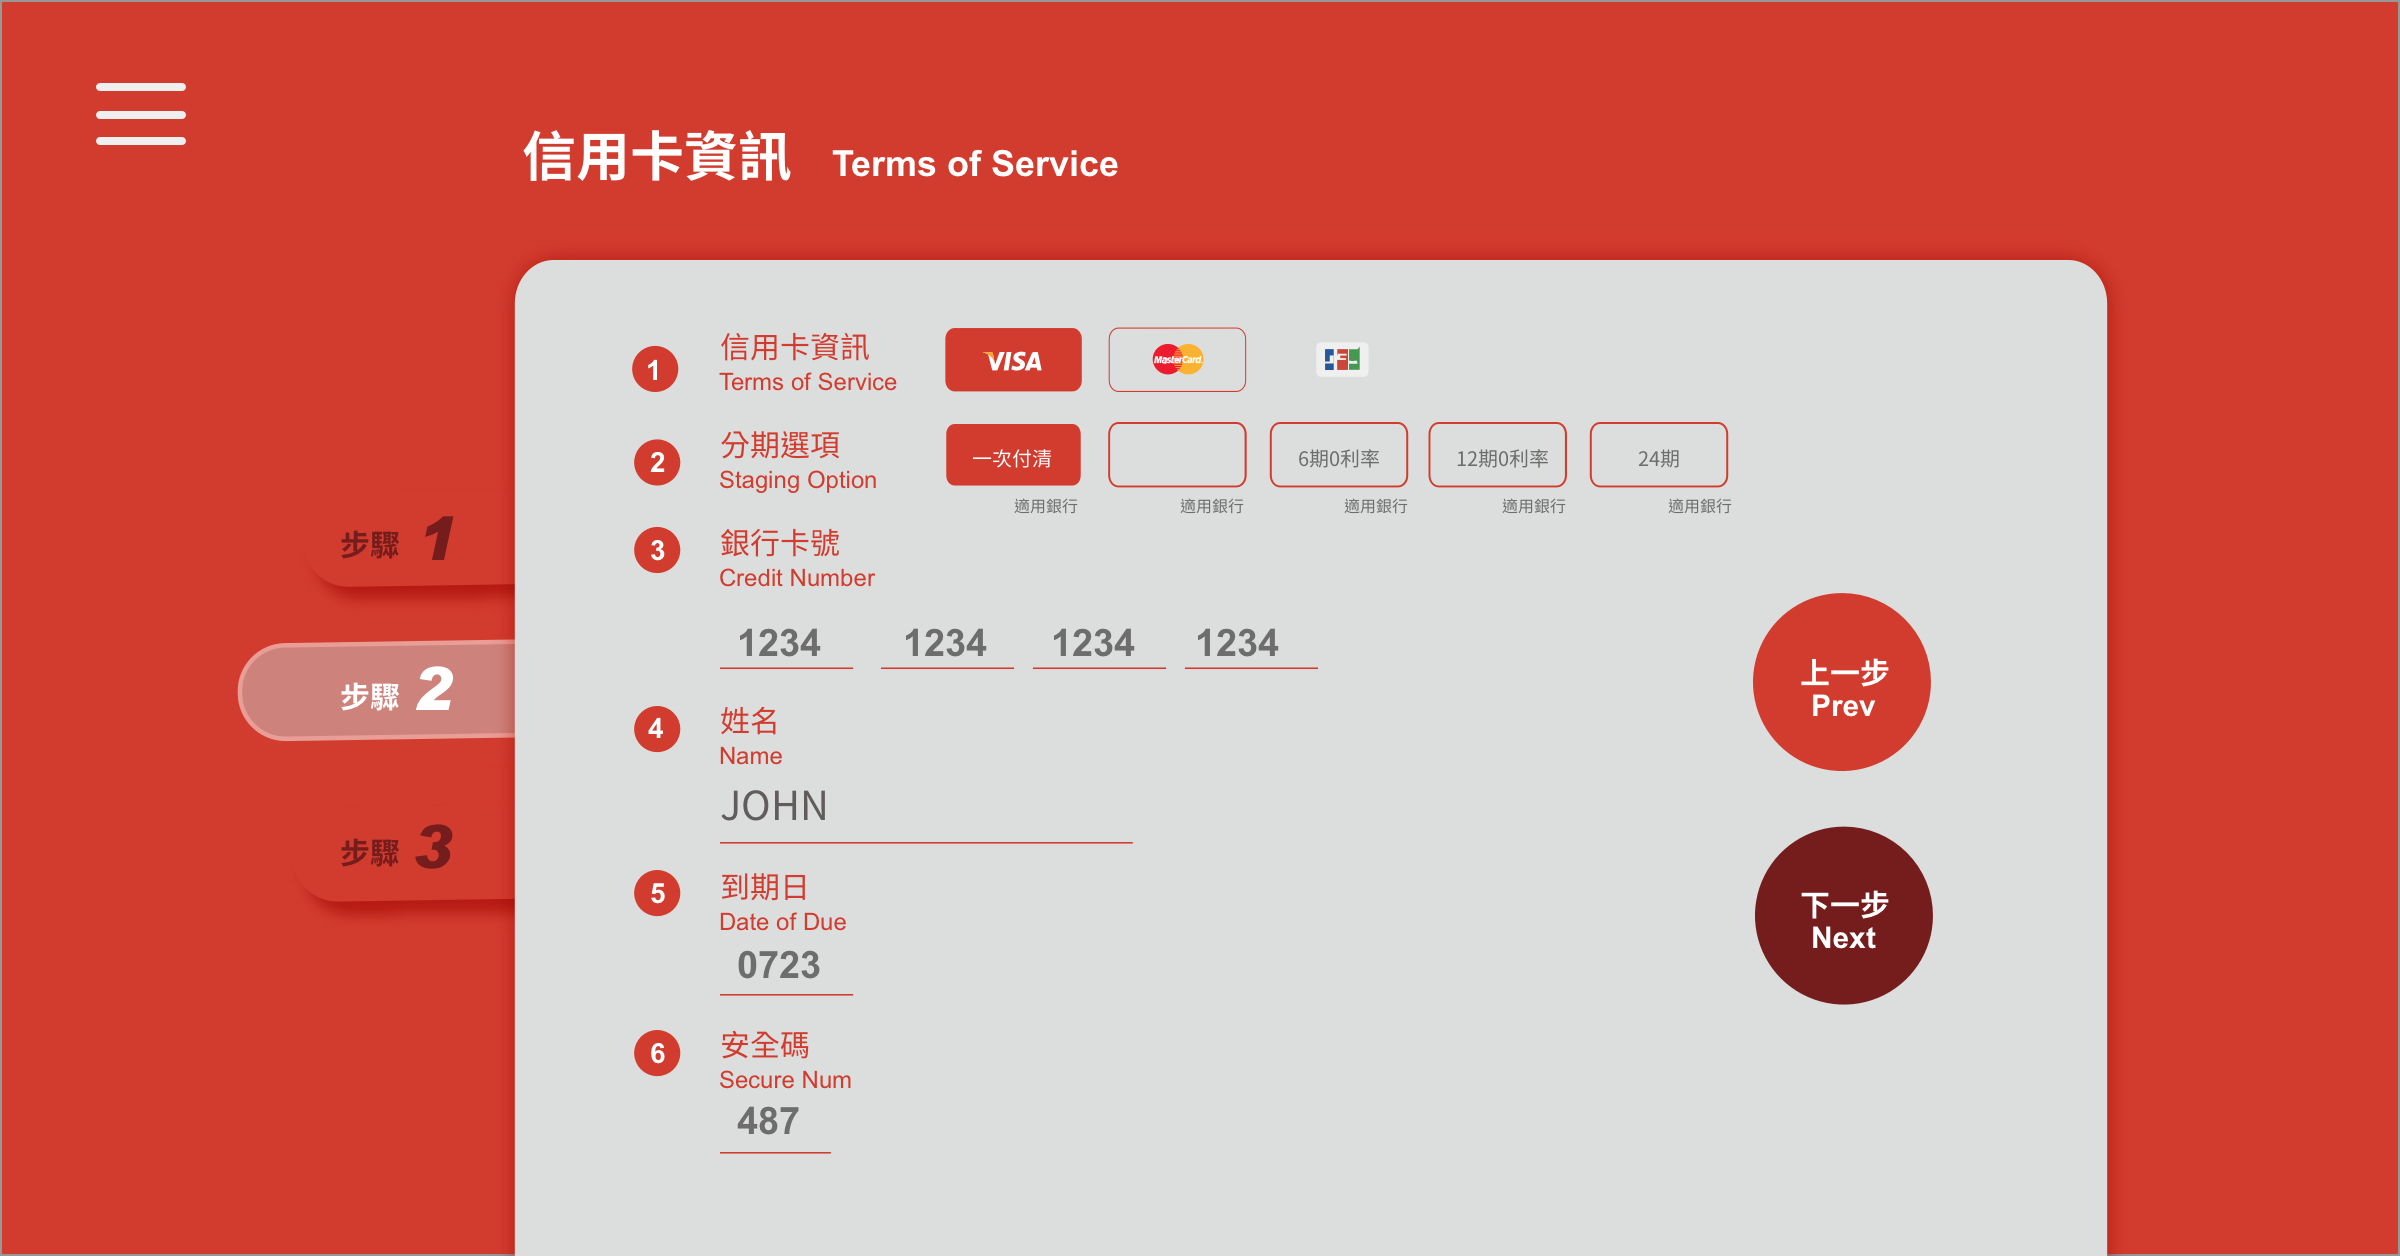 信用卡資訊 Terms of Service
1 信用卡資訊
Terms of Service
VISA MasterCard JCB
2 分期選項
Staging Option
一次付清 6期0利率 12期0利率 24期
適用銀行 適用銀行 適用銀行 適用銀行 適用銀行
3 銀行卡號
Credit Number
1234 1234 1234 1234
4 姓名
Name
JOHN
5 到期日
Date of Due
0723
6 安全碼
Secure Num
487
步驟 1
步驟 2
步驟 3
上一步
Prev
下一步
Next